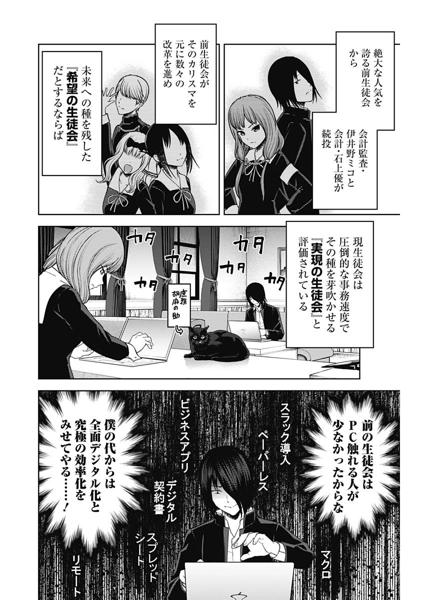 絶大な人気を
誇る前生徒会
から
会計監査・
伊井野ミコと
会計・石上優が
続投
前生徒会が
そのカリスマを
元に数々の
改革を進め
未来への種を残した
『希望の生徒会』
だとするならば
現生徒会は
圧倒的な事務速度で
その種を芽吹かせる
『実現の生徒会』と
評価されている
カタ
カタ
カタ
カタ
前の生徒会は
PC触れる人が
少なかったからな
スラック導入
ペーパーレス
ビジネスアプリ
デジタル
契約書
スプレッド
シート
マクロ
リモート
僕の代からは
全面デジタル化と
究極の効率化を
みせてやる……！